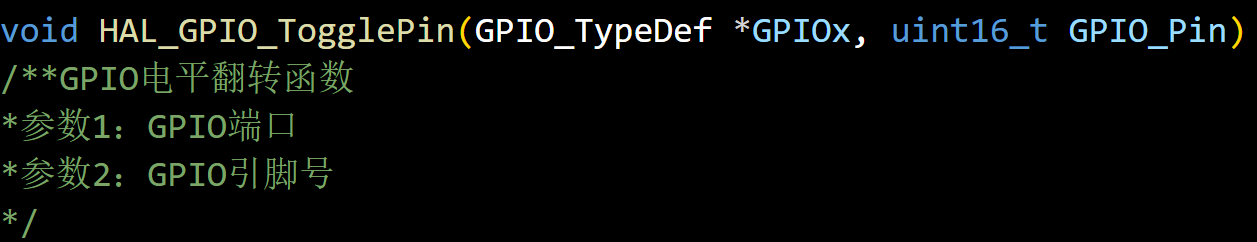 void HAL_GPIO_TogglePin(GPIO_TypeDef *GPIOx, uint16_t GPIO_Pin)
/**GPIO电平翻转函数
*参数1：GPIO端口
*参数2：GPIO引脚号
*/